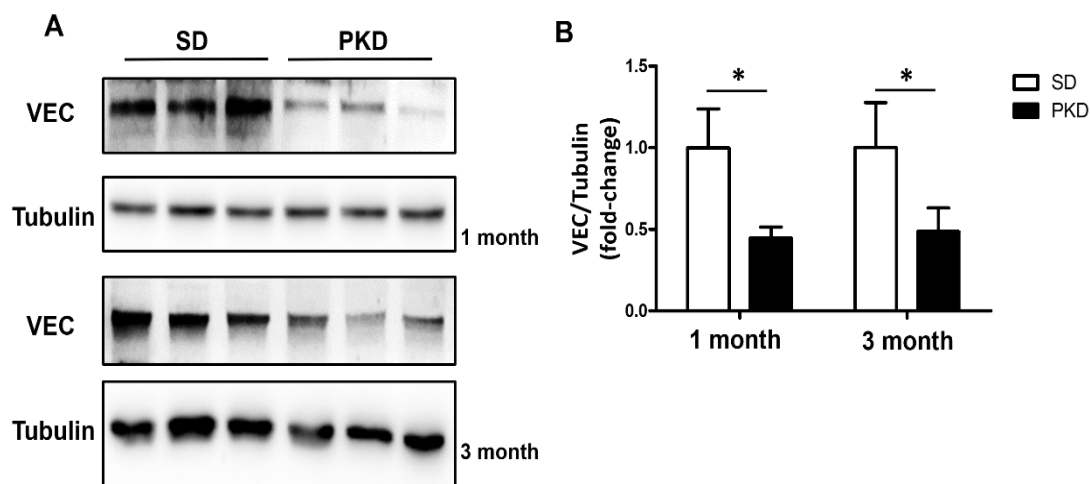 A
SD PKD
VEC
Tubulin
1 month
VEC
Tubulin
3 month
B
VEC/Tubulin
(fold-change)
1.5
1.0
0.5
0.0
* *
1 month 3 month
SD
PKD